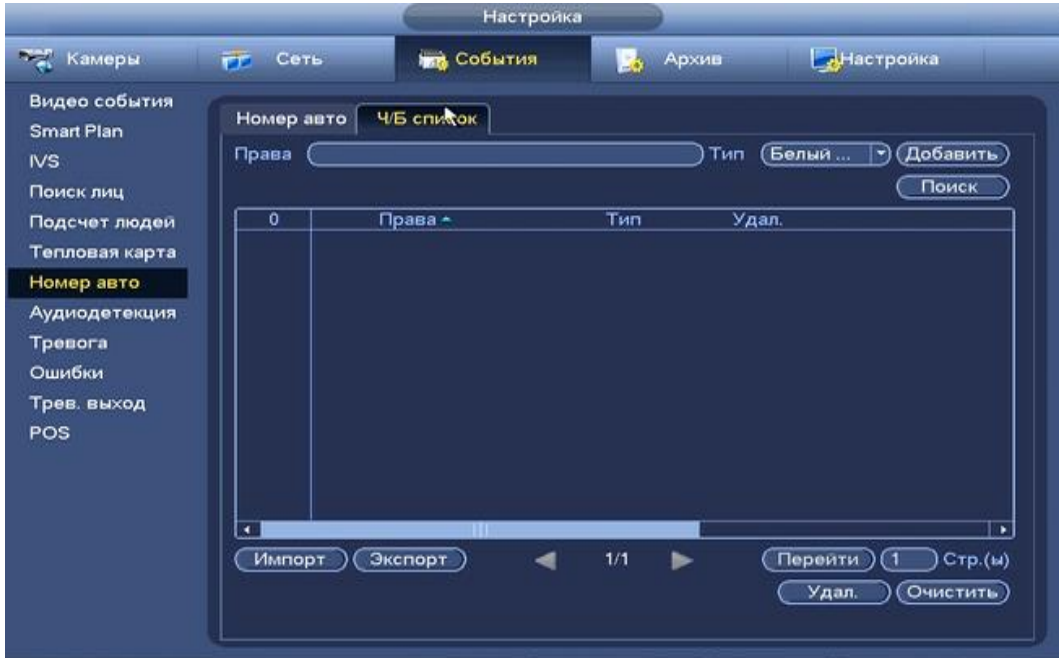 Настройка
Камеры Сеть События Архив Настройка
Видео события
Smart Plan
IVS
Поиск лиц
Подсчет людей
Тепловая карта
Номер авто
Аудиодетекция
Тревога
Ошибки
Трев. выход
POS
Номер авто Ч/Б список
Права Тип Белый ... Добавить
Поиск
0 Права Тип Удал.
Импорт Экспорт 1/1 Перейти 1 Стр.(ы)
Удал. Очистить